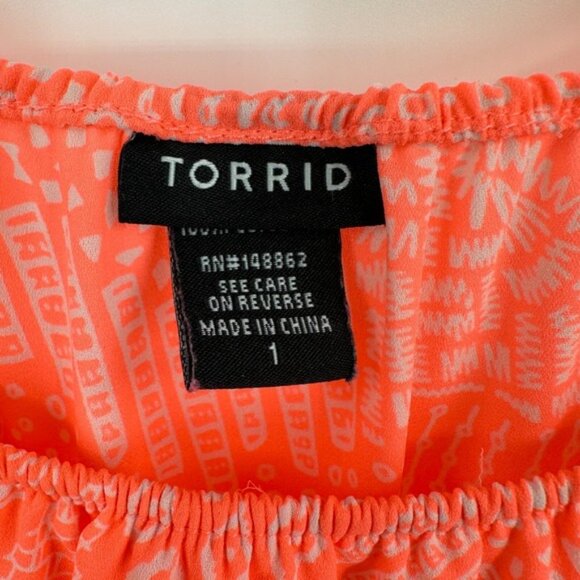 TORRID
RN#148862
SEE CARE
ON REVERSE
MADE IN CHINA
1